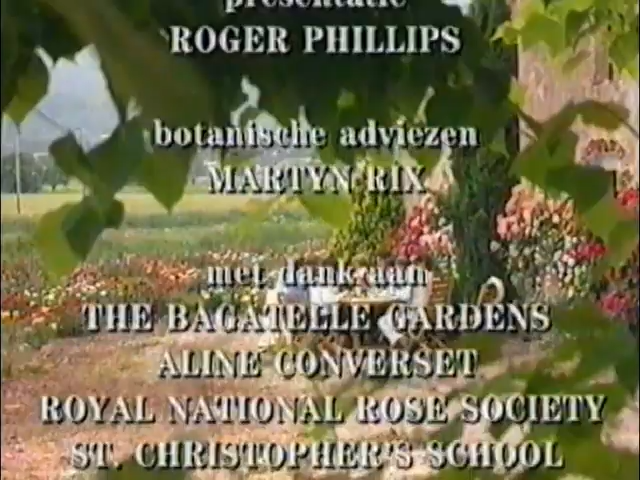 presentatie
ROGER PHILLIPS
botanische adviezen
MARTYN RIX
met dank aan
THE BAGATELLE GARDENS
ALINE CONVERSET
ROYAL NATIONAL ROSE SOCIETY
ST. CHRISTOPHER'S SCHOOL